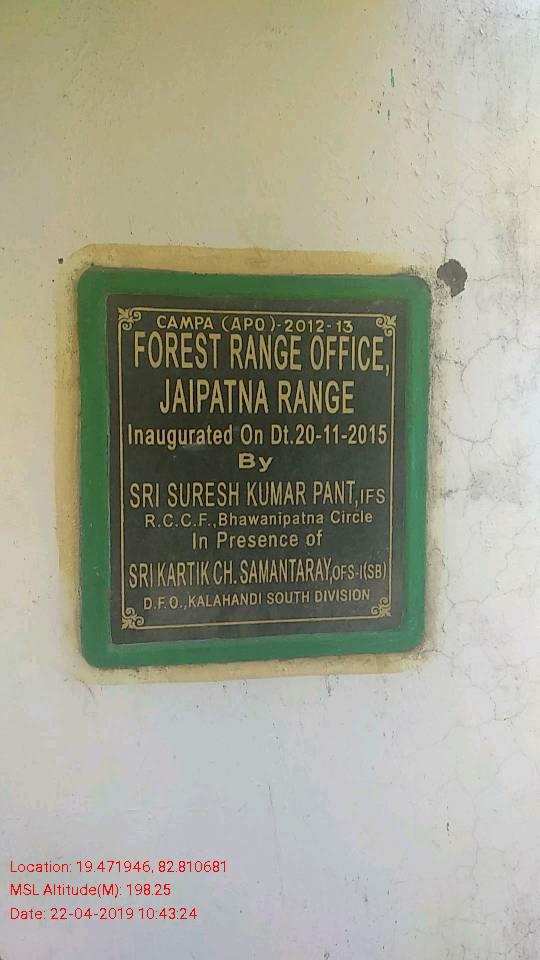 CAMPA (APO)-2012-13
FOREST RANGE OFFICE,
JAIPATNA RANGE
Inaugurated On Dt.20-11-2015
By
SRI SURESH KUMAR PANT,IFS
R.C.C.F.,Bhawanipatna Circle
In Presence of
SRI KARTIK CH. SAMANTARAY,OFS-I(SB)
D.F.O.,KALAHANDI SOUTH DIVISION
Location: 19.471946, 82.810681
MSL Altitude(M): 198.25
Date: 22-04-2019 10:43:24